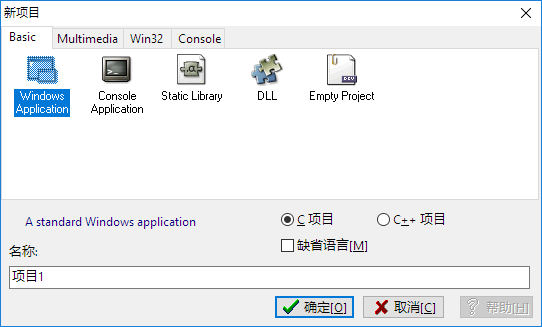 新项目
Basic Multimedia Win32 Console
Windows Application
Console Application
Static Library
DLL
Empty Project
A standard Windows application
C 项目
C++ 项目
缺省语言[M]
名称:
项目1
确定[O]
取消[C]
帮助[H]